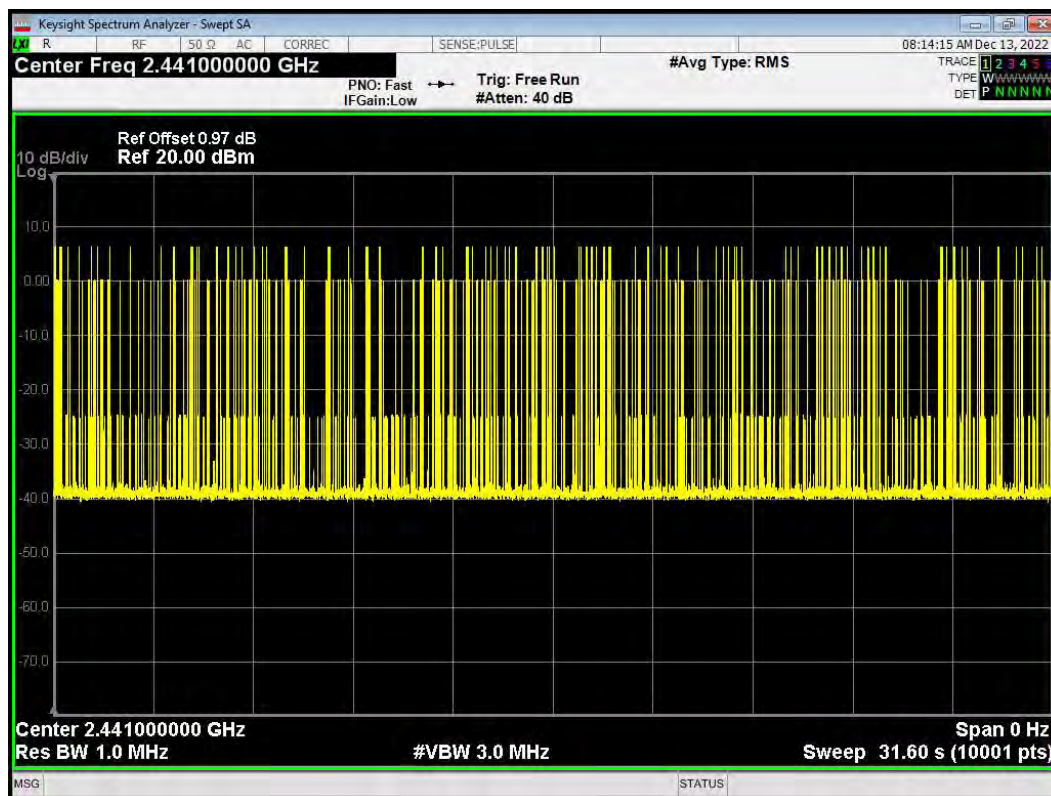 Keysight Spectrum Analyzer - Swept SA
LXI R RF 50 Ω AC CORREC SENSE:PULSE 08:14:15 AM Dec 13, 2022
Center Freq 2.441000000 GHz #Avg Type: RMS TRACE 1 2 3 4 5
PNO: Fast Trig: Free Run TYPE WWWWWW
IFGain:Low #Atten: 40 dB DET P N N N N N
Ref Offset 0.97 dB
10 dB/div Ref 20.00 dBm
Log
10.0
0.00
-10.0
-20.0
-30.0
-40.0
-50.0
-60.0
-70.0
Center 2.441000000 GHz Span 0 Hz
Res BW 1.0 MHz #VBW 3.0 MHz Sweep 31.60 s (10001 pts)
MSG STATUS